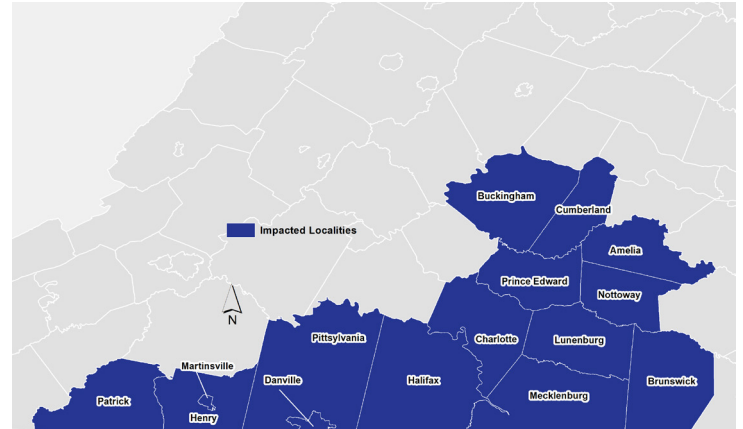 Buckingham
Cumberland
Impacted Localities
Amelia
Prince Edward
Nottoway
N
Pittsylvania
Charlotte
Lunenburg
Martinsville
Danville
Halifax
Brunswick
Mecklenburg
Patrick
Henry